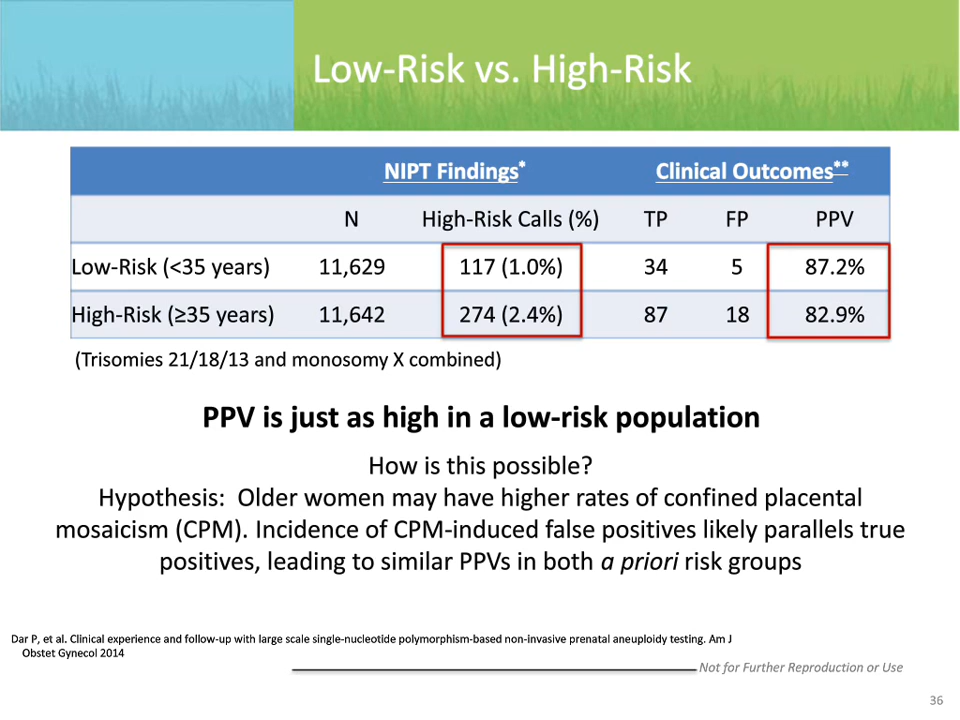 Low-Risk vs. High-Risk
NIPT Findings* Clinical Outcomes**
N High-Risk Calls (%) TP FP PPV
Low-Risk (<35 years) 11,629 117 (1.0%) 34 5 87.2%
High-Risk (≥35 years) 11,642 274 (2.4%) 87 18 82.9%
(Trisomies 21/18/13 and monosomy X combined)
PPV is just as high in a low-risk population
How is this possible?
Hypothesis: Older women may have higher rates of confined placental
mosaicism (CPM). Incidence of CPM-induced false positives likely parallels true
positives, leading to similar PPVs in both a priori risk groups
Dar P, et al. Clinical experience and follow-up with large scale single-nucleotide polymorphism-based non-invasive prenatal aneuploidy testing. Am J
Obstet Gynecol 2014
Not for Further Reproduction or Use
36